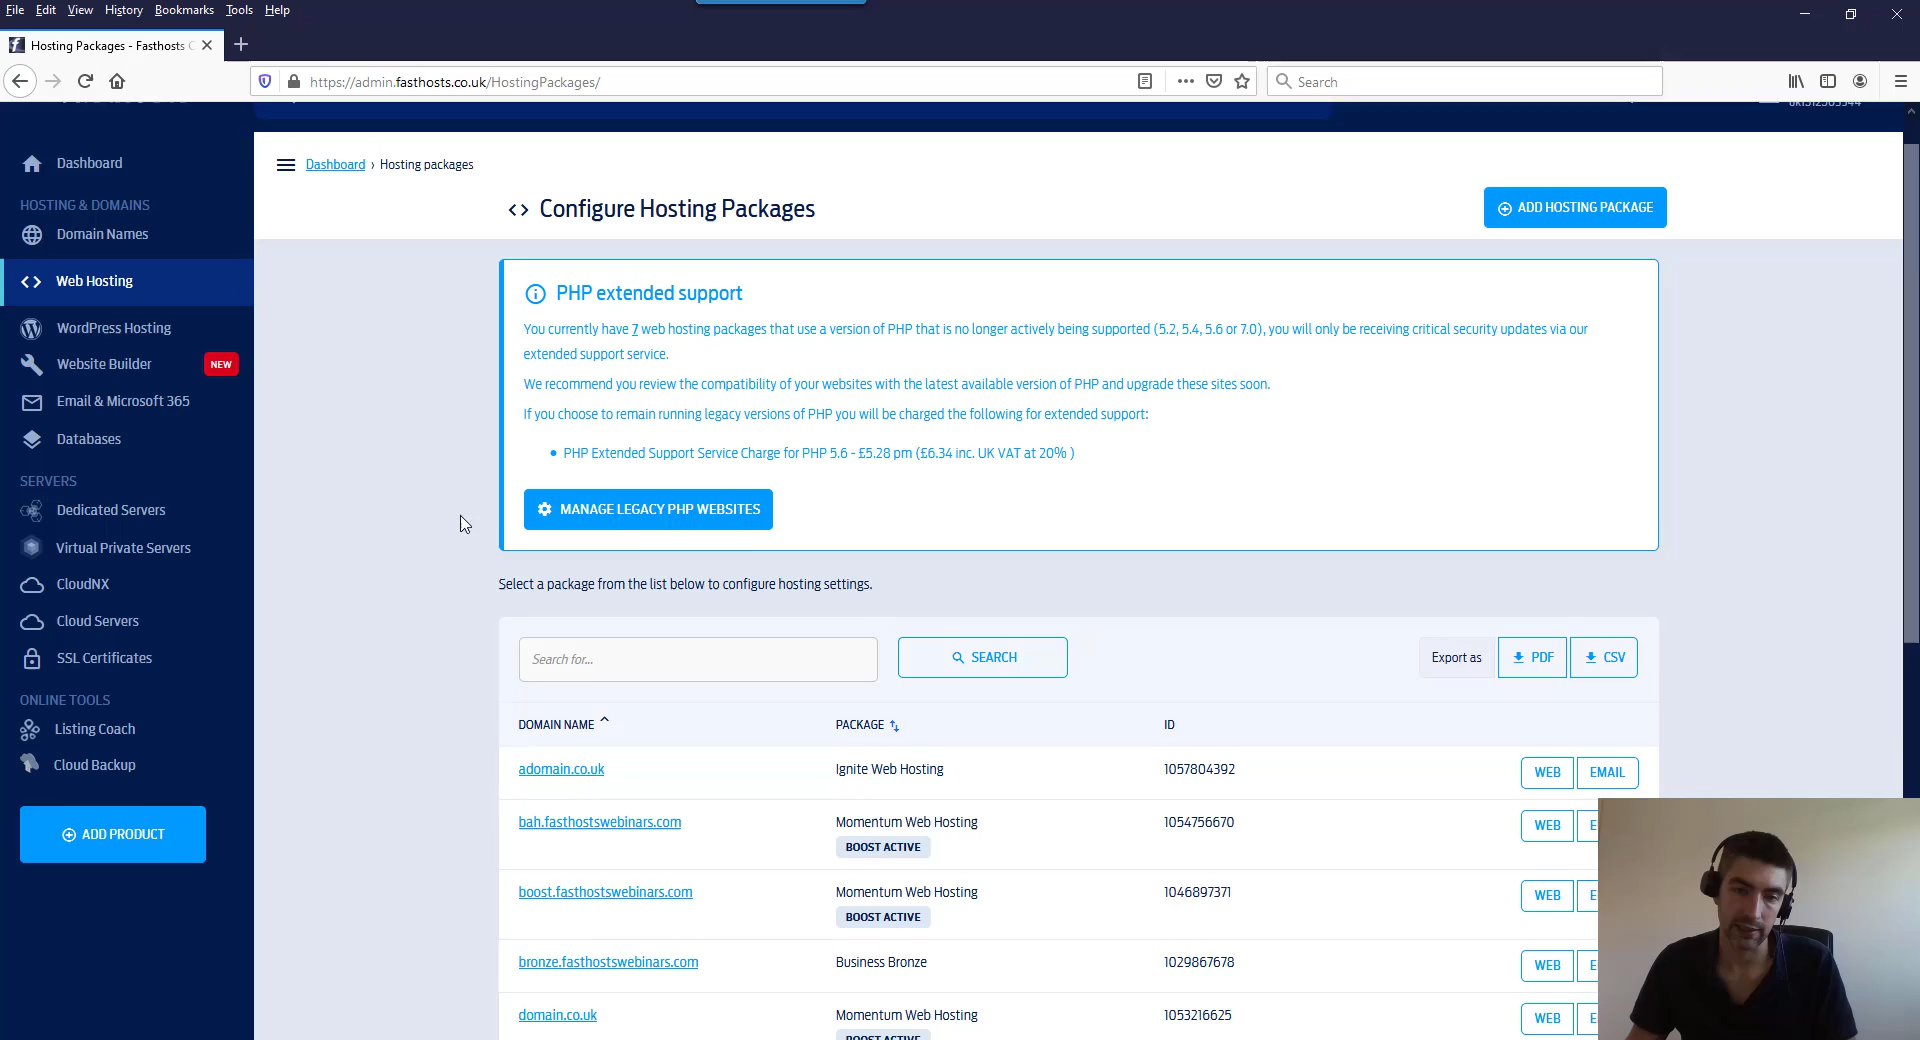 File Edit View History Bookmarks Tools Help
Hosting Packages - Fasthosts
https://admin.fasthosts.co.uk/HostingPackages/
Search
Dashboard
HOSTING & DOMAINS
Domain Names
Web Hosting
WordPress Hosting
Website Builder NEW
Email & Microsoft 365
Databases
SERVERS
Dedicated Servers
Virtual Private Servers
CloudNX
Cloud Servers
SSL Certificates
ONLINE TOOLS
Listing Coach
Cloud Backup
ADD PRODUCT
Dashboard › Hosting packages
Configure Hosting Packages
ADD HOSTING PACKAGE
PHP extended support
You currently have 7 web hosting packages that use a version of PHP that is no longer actively being supported (5.2, 5.4, 5.6 or 7.0), you will only be receiving critical security updates via our
extended support service.
We recommend you review the compatibility of your websites with the latest available version of PHP and upgrade these sites soon.
If you choose to remain running legacy versions of PHP you will be charged the following for extended support:
• PHP Extended Support Service Charge for PHP 5.6 - £5.28 pm (£6.34 inc. UK VAT at 20% )
MANAGE LEGACY PHP WEBSITES
Select a package from the list below to configure hosting settings.
Search for...
SEARCH
Export as PDF CSV
DOMAIN NAME PACKAGE ID
adomain.co.uk Ignite Web Hosting 1057804392 WEB EMAIL
bah.fasthostswebinars.com Momentum Web Hosting 1054756670 WEB E
BOOST ACTIVE
boost.fasthostswebinars.com Momentum Web Hosting 1046897371 WEB E
BOOST ACTIVE
bronze.fasthostswebinars.com Business Bronze 1029867678 WEB E
domain.co.uk Momentum Web Hosting 1053216625 WEB E
BOOST ACTIVE